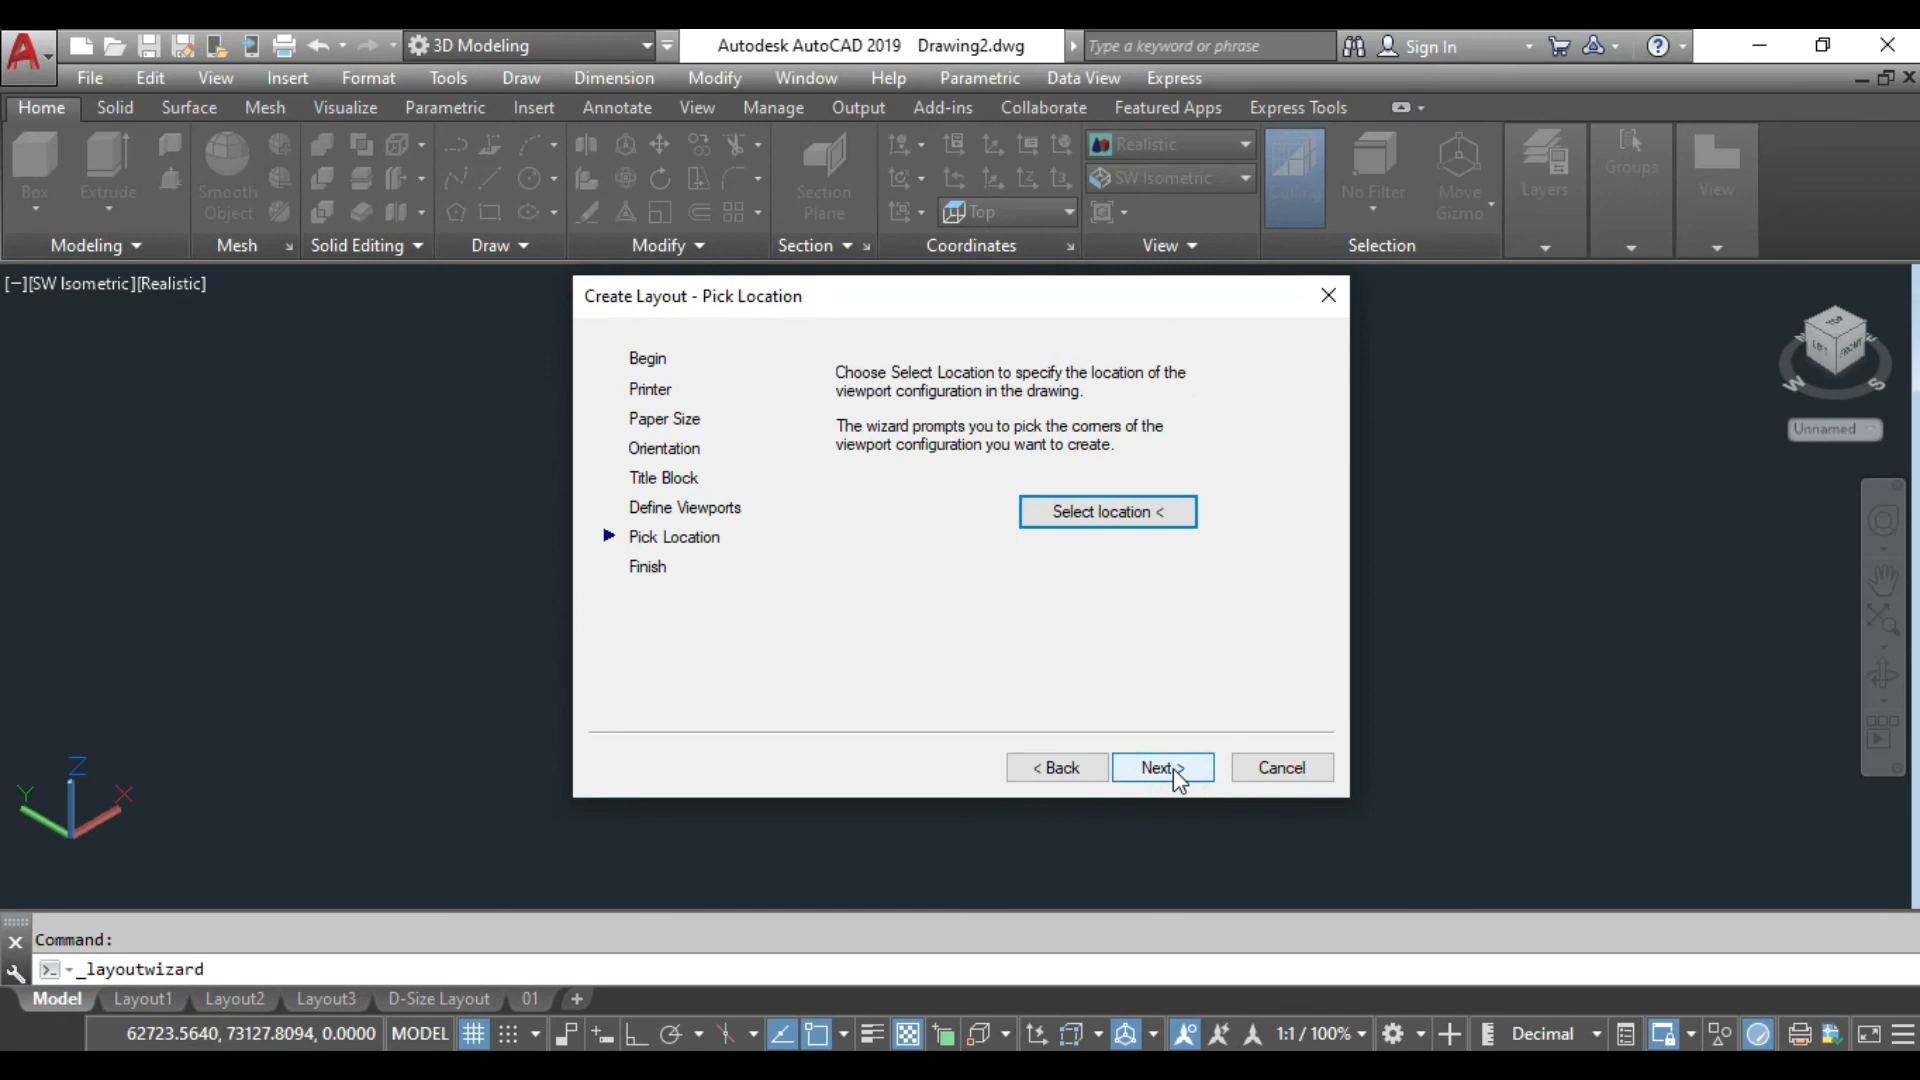 3D Modeling
Autodesk AutoCAD 2019 Drawing2.dwg
Type a keyword or phrase
Sign In
File Edit View Insert Format Tools Draw Dimension Modify Window Help Parametric Data View Express
Home Solid Surface Mesh Visualize Parametric Insert Annotate View Manage Output Add-ins Collaborate Featured Apps Express Tools
Realistic
SW Isometric
Top
Box
Extrude
Smooth
Object
Section
Plane
No Filter
Move
Gizmo
Layers
Groups
View
Modeling Mesh Solid Editing Draw Modify Section Coordinates View Selection
[−][SW Isometric][Realistic]
TOP
FRONT
W
S
Unnamed
Create Layout - Pick Location
Begin
Printer
Paper Size
Orientation
Title Block
Define Viewports
Pick Location
Finish
Choose Select Location to specify the location of the
viewport configuration in the drawing.
The wizard prompts you to pick the corners of the
viewport configuration you want to create.
Select location <
< Back
Next >
Cancel
Z
Y
X
Command:
_layoutwizard
Model Layout1 Layout2 Layout3 D-Size Layout 01 +
62723.5640, 73127.8094, 0.0000 MODEL 1:1 / 100% Decimal